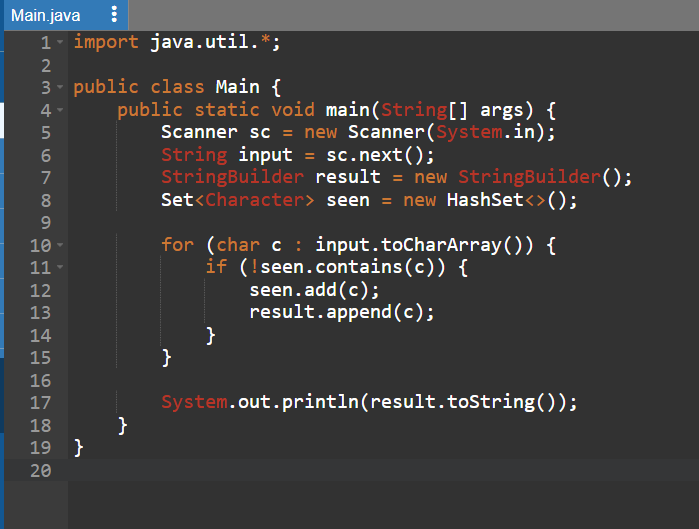 Main.java
1 import java.util.*;
2
3 public class Main {
4     public static void main(String[] args) {
5         Scanner sc = new Scanner(System.in);
6         String input = sc.next();
7         StringBuilder result = new StringBuilder();
8         Set<Character> seen = new HashSet<>();
9
10         for (char c : input.toCharArray()) {
11             if (!seen.contains(c)) {
12                 seen.add(c);
13                 result.append(c);
14             }
15         }
16
17         System.out.println(result.toString());
18     }
19 }
20